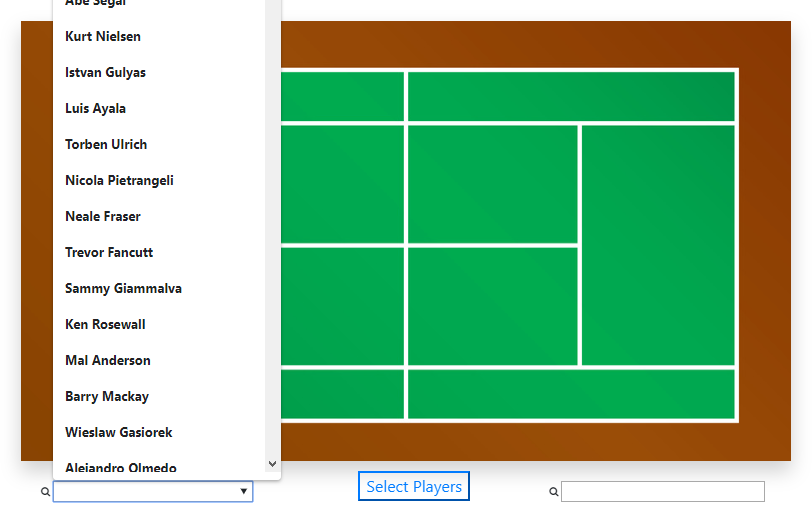 Abe Segal
Kurt Nielsen
Istvan Gulyas
Luis Ayala
Torben Ulrich
Nicola Pietrangeli
Neale Fraser
Trevor Fancutt
Sammy Giammalva
Ken Rosewall
Mal Anderson
Barry Mackay
Wieslaw Gasiorek
Alejandro Olmedo
Select Players